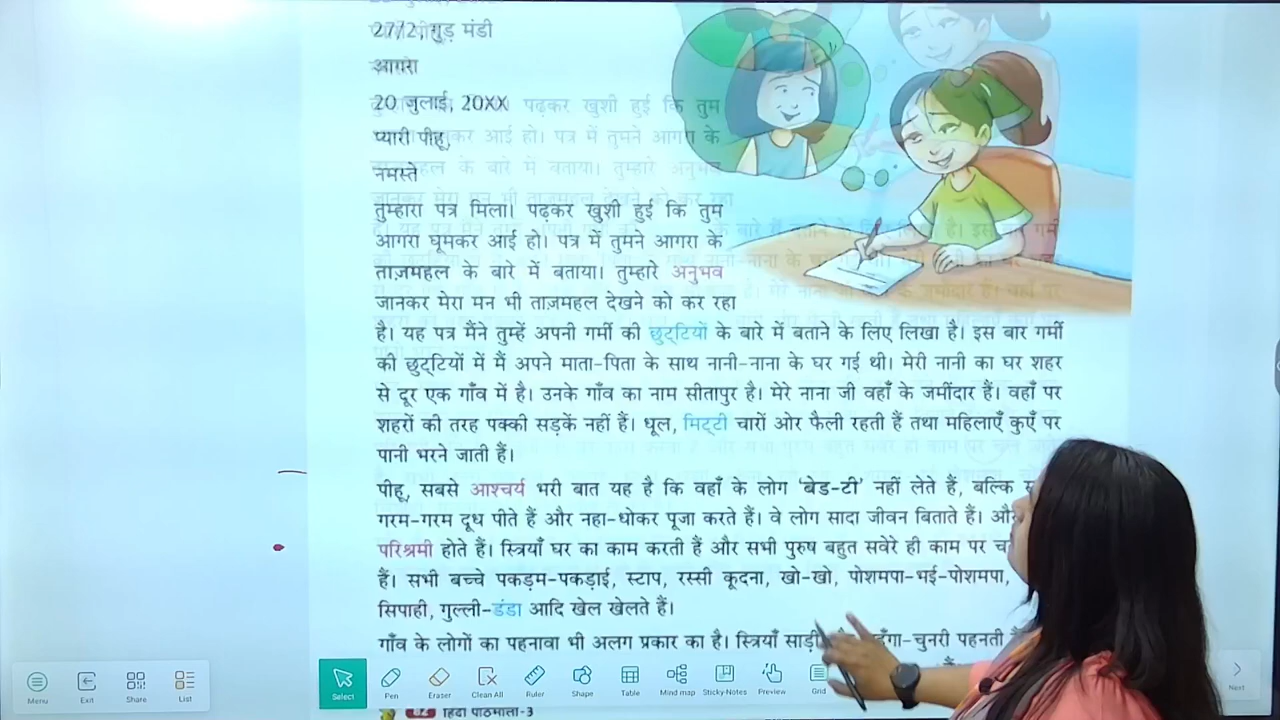 27/2, गुड़ मंडी
आगरा
20 जुलाई, 20XX
प्यारी पीहू,
नमस्ते
तुम्हारा पत्र मिला। पढ़कर खुशी हुई कि तुम
आगरा घूमकर आई हो। पत्र में तुमने आगरा के
ताज़महल के बारे में बताया। तुम्हारे अनुभव
जानकर मेरा मन भी ताज़महल देखने को कर रहा
है। यह पत्र मैंने तुम्हें अपनी गर्मी की छुट्टियों के बारे में बताने के लिए लिखा है। इस बार गर्मी
की छुट्टियों में मैं अपने माता-पिता के साथ नानी-नाना के घर गई थी। मेरी नानी का घर शहर
से दूर एक गाँव में है। उनके गाँव का नाम सीतापुर है। मेरे नाना जी वहाँ के जमींदार हैं। वहाँ पर
शहरों की तरह पक्की सड़कें नहीं हैं। धूल, मिट्टी चारों ओर फैली रहती हैं तथा महिलाएँ कुएँ पर
पानी भरने जाती हैं।
पीहू, सबसे आश्चर्य भरी बात यह है कि वहाँ के लोग 'बेड-टी' नहीं लेते हैं, बल्कि
गरम-गरम दूध पीते हैं और नहा-धोकर पूजा करते हैं। वे लोग सादा जीवन बिताते हैं।
परिश्रमी होते हैं। स्त्रियाँ घर का काम करती हैं और सभी पुरुष बहुत सवेरे ही काम पर
हैं। सभी बच्चे पकड़म-पकड़ाई, स्टाप, रस्सी कूदना, खो-खो, पोशमपा-भई-पोशमपा,
सिपाही, गुल्ली-डंडा आदि खेल खेलते हैं।
गाँव के लोगों का पहनावा भी अलग प्रकार का है। स्त्रियाँ साड़ी
पहनती
Menu
Exit
Share
List
Select
Pen
Eraser
Clean All
Ruler
Shape
Table
Mind map
Sticky Notes
Preview
Grid
Next
82 हिंदी पाठमाला-3